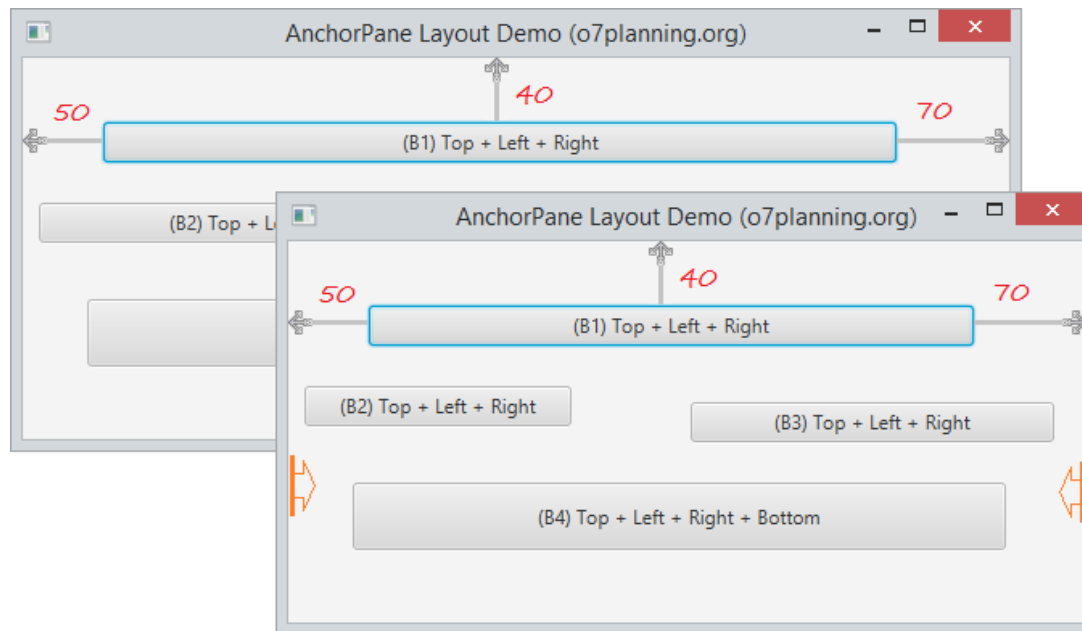 AnchorPane Layout Demo (o7planning.org)
40
50
70
(B1) Top + Left + Right
(B2) Top + Le
AnchorPane Layout Demo (o7planning.org)
40
50
70
(B1) Top + Left + Right
(B2) Top + Left + Right
(B3) Top + Left + Right
(B4) Top + Left + Right + Bottom